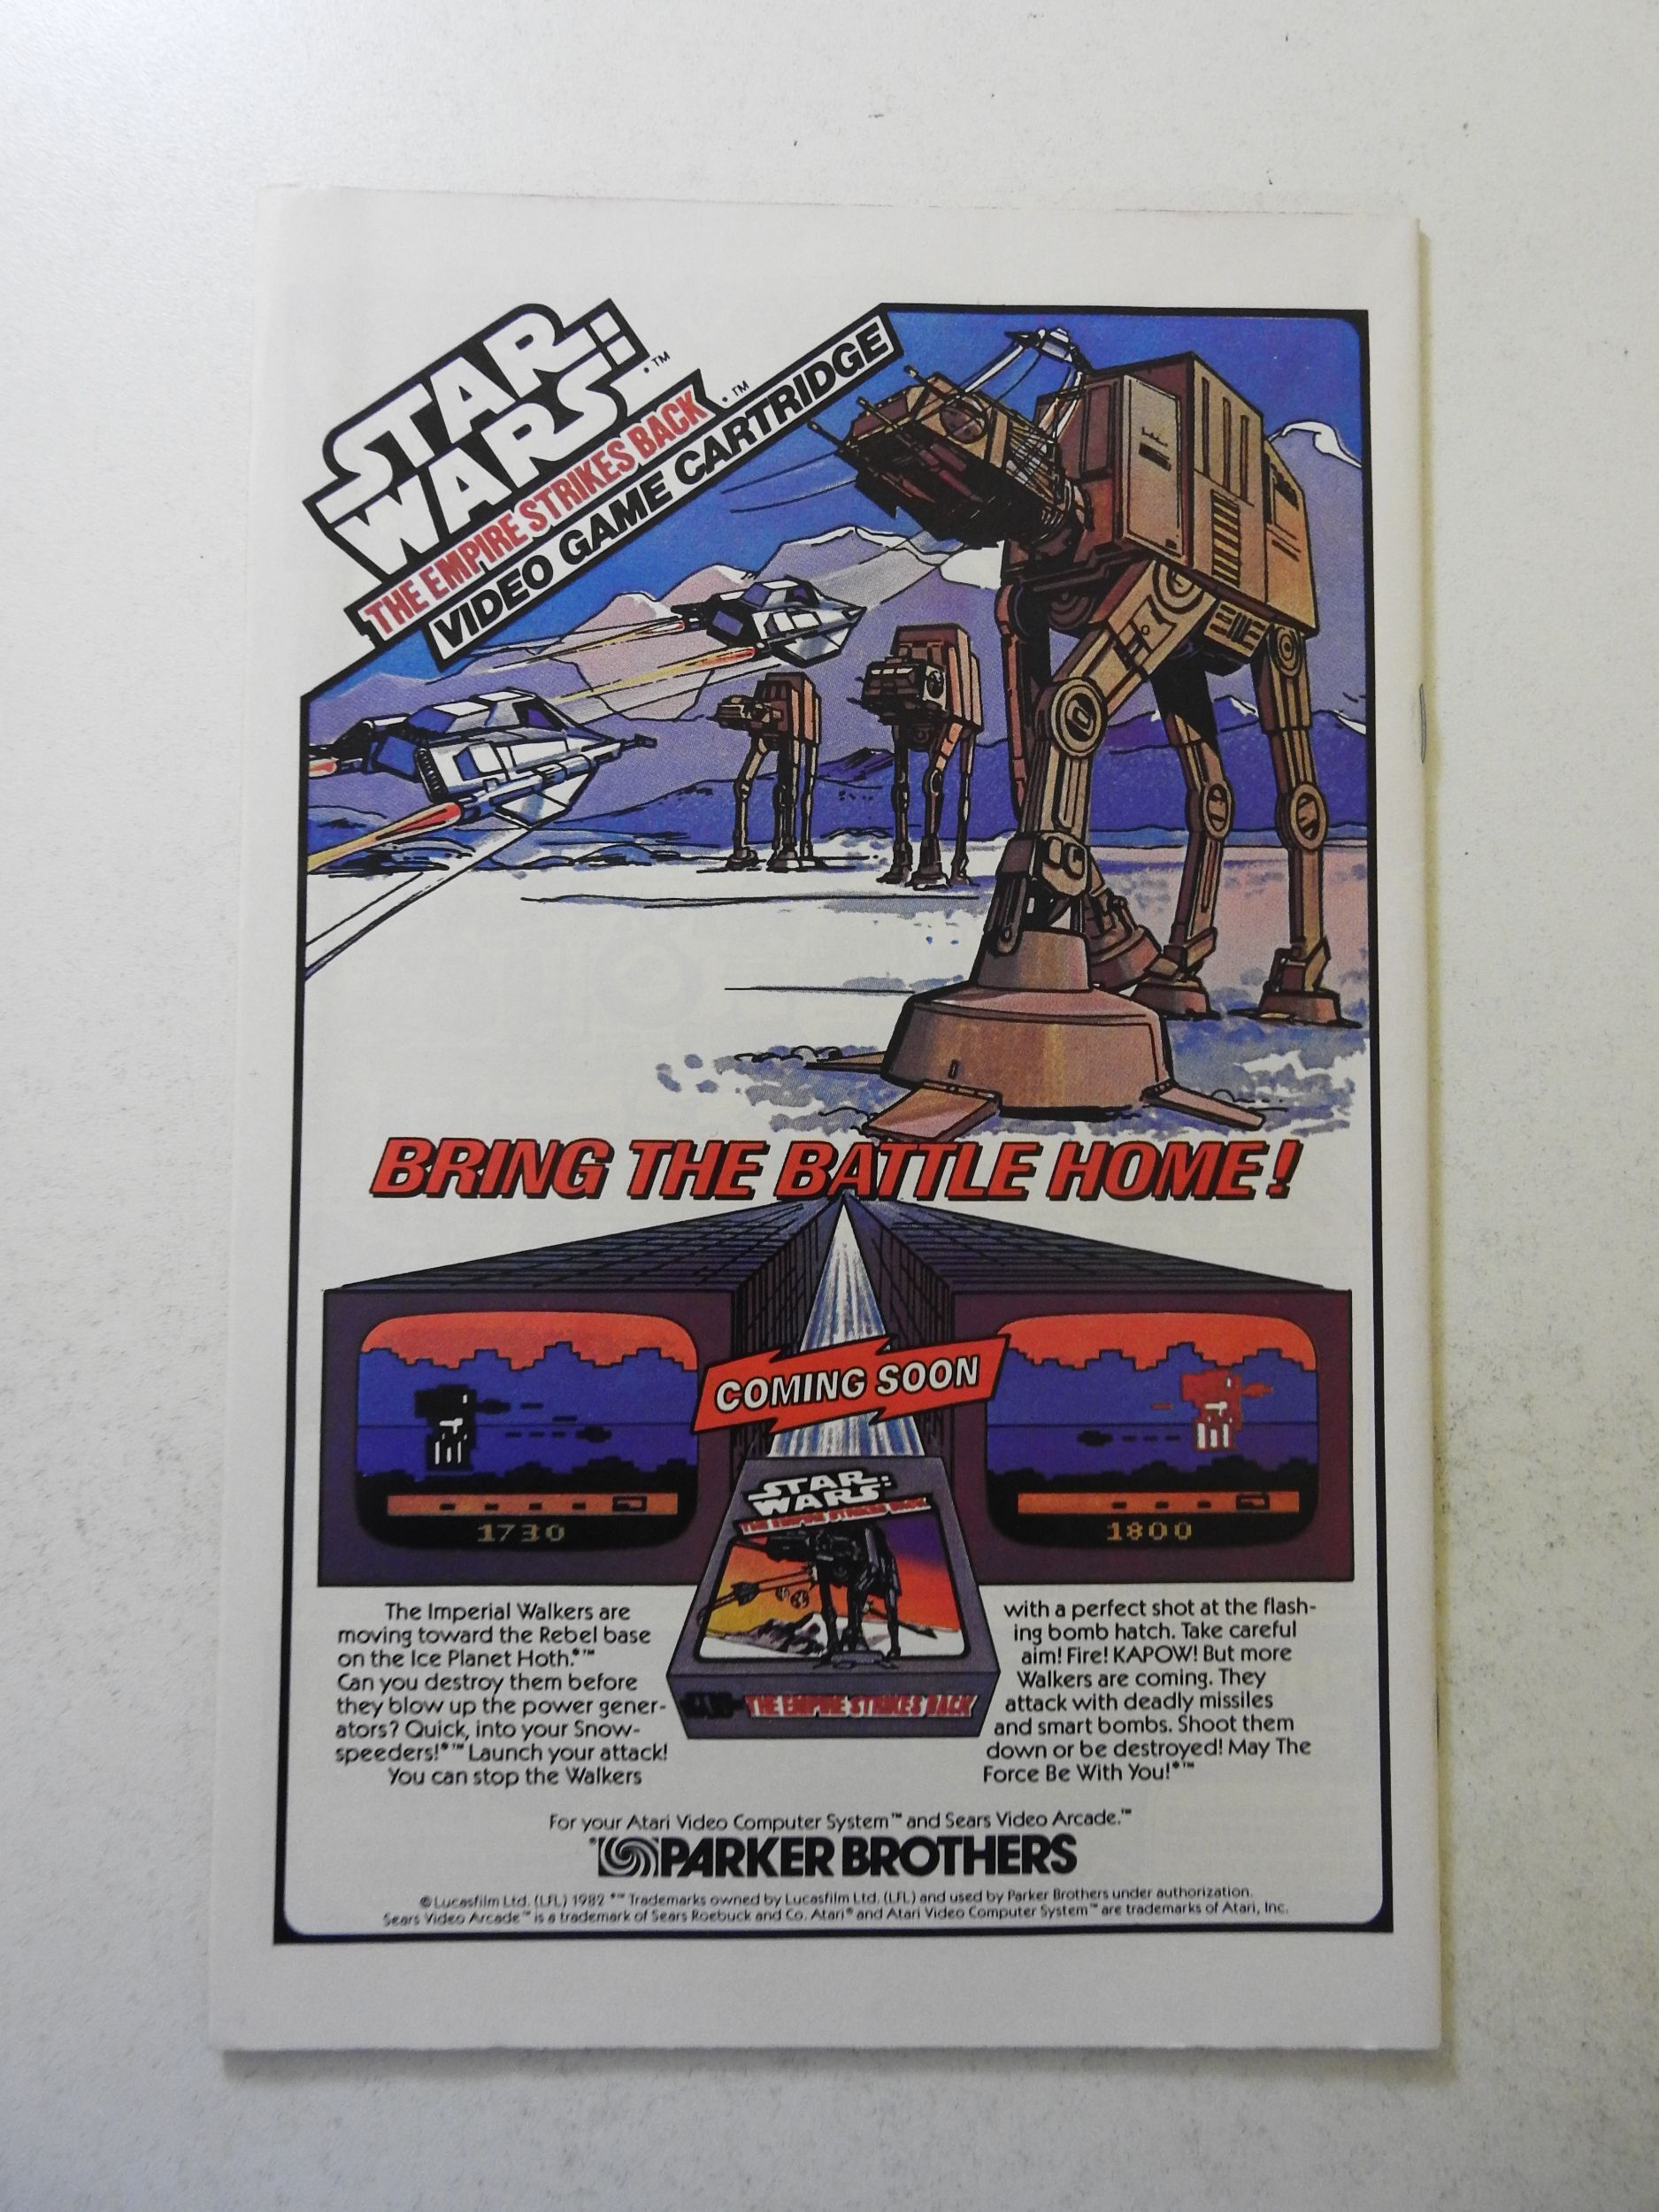 STAR
WARS:™
THE EMPIRE STRIKES BACK™
VIDEO GAME CARTRIDGE
BRING THE BATTLE HOME!
COMING SOON
1730
1800
STAR
WARS:
THE EMPIRE STRIKES BACK
THE EMPIRE STRIKES BACK
The Imperial Walkers are
moving toward the Rebel base
on the Ice Planet Hoth.*™
Can you destroy them before
they blow up the power gener-
ators? Quick, into your Snow-
speeders!*™ Launch your attack!
You can stop the Walkers
with a perfect shot at the flash-
ing bomb hatch. Take careful
aim! Fire! KAPOW! But more
Walkers are coming. They
attack with deadly missiles
and smart bombs. Shoot them
down or be destroyed! May The
Force Be With You!*™
For your Atari Video Computer System™ and Sears Video Arcade.™
PARKER BROTHERS
© Lucasfilm Ltd. (LFL) 1982 *™ Trademarks owned by Lucasfilm Ltd. (LFL) and used by Parker Brothers under authorization.
Sears Video Arcade™ is a trademark of Sears Roebuck and Co. Atari® and Atari Video Computer System™ are trademarks of Atari, Inc.